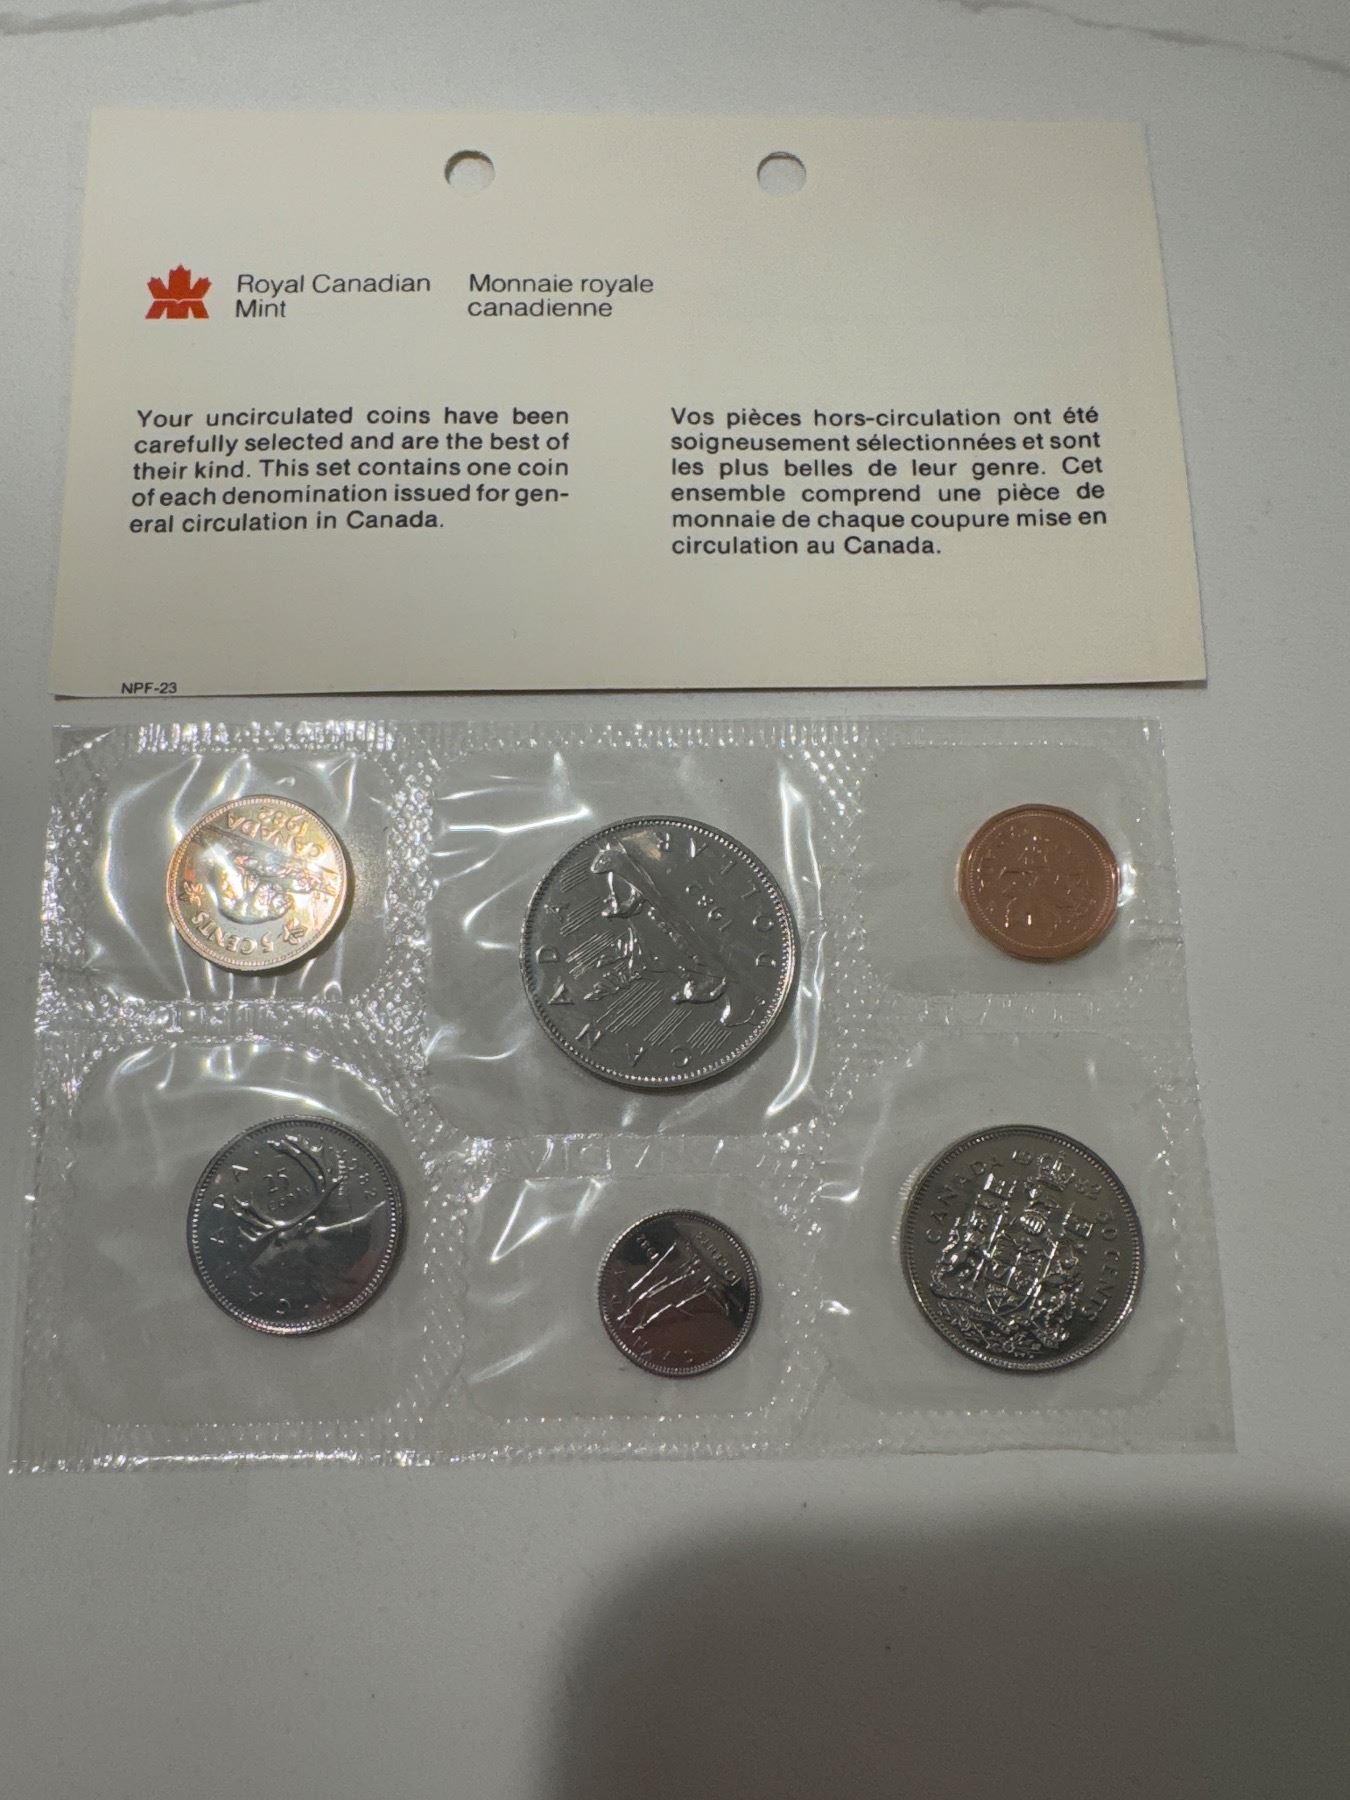 Royal Canadian
Mint
Monnaie royale
canadienne
Your uncirculated coins have been
carefully selected and are the best of
their kind. This set contains one coin
of each denomination issued for gen-
eral circulation in Canada.
Vos pièces hors-circulation ont été
soigneusement sélectionnées et sont
les plus belles de leur genre. Cet
ensemble comprend une pièce de
monnaie de chaque coupure mise en
circulation au Canada.
NPF-23
CANADA
1982
5 CENTS
CANADA
DOLLAR
1982
CANADA
25
1982
CANADA 1982 50 CENTS